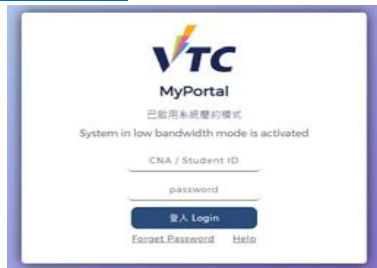 VTC
MyPortal
已啟用系統簡約模式
System in low bandwidth mode is activated
CNA / Student ID
password
登入 Login
Forget Password Help